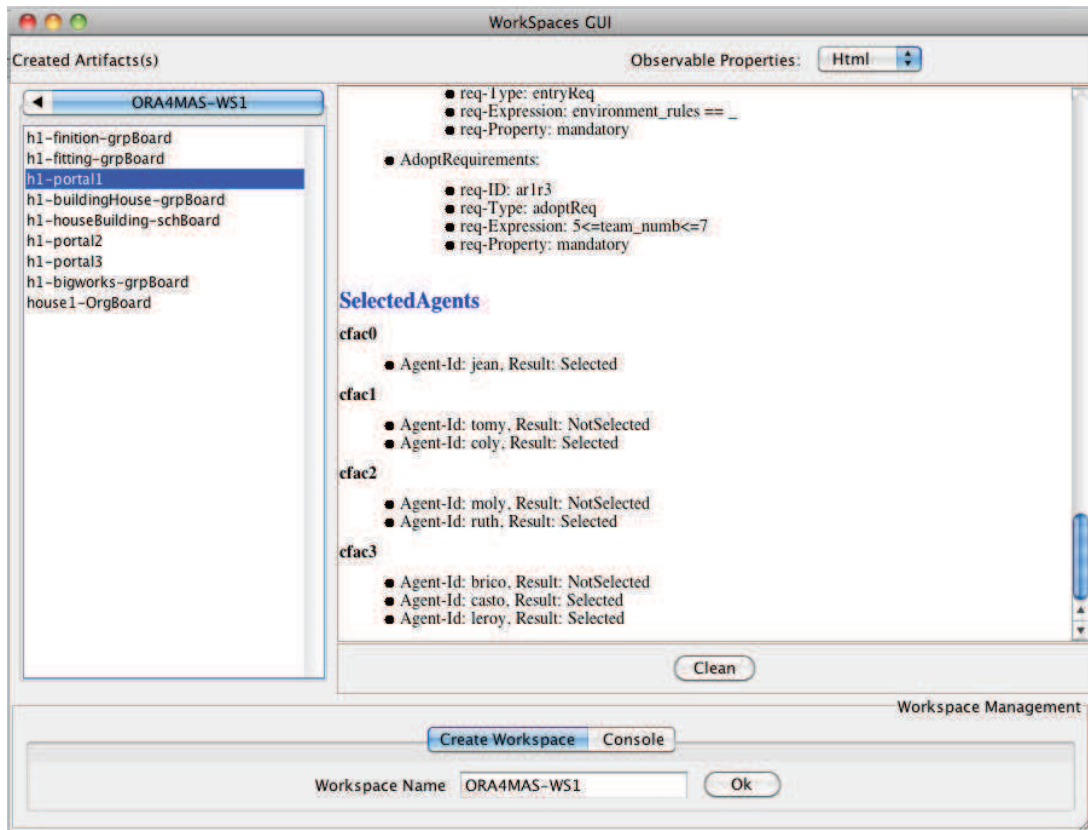 WorkSpaces GUI
Created Artifacts(s)
Observable Properties: Html
ORA4MAS-WS1
h1-finition-grpBoard
h1-fitting-grpBoard
h1-portal1
h1-buildingHouse-grpBoard
h1-houseBuilding-schBoard
h1-portal2
h1-portal3
h1-bigworks-grpBoard
house1-OrgBoard
req-Type: entryReq
req-Expression: environment_rules == _
req-Property: mandatory
AdoptRequirements:
req-ID: ar1r3
req-Type: adoptReq
req-Expression: 5<=team_numb<=7
req-Property: mandatory
SelectedAgents
cfac0
Agent-Id: jean, Result: Selected
cfac1
Agent-Id: tomy, Result: NotSelected
Agent-Id: coly, Result: Selected
cfac2
Agent-Id: moly, Result: NotSelected
Agent-Id: ruth, Result: Selected
cfac3
Agent-Id: brico, Result: NotSelected
Agent-Id: casto, Result: Selected
Agent-Id: leroy, Result: Selected
Clean
Workspace Management
Create Workspace Console
Workspace Name ORA4MAS-WS1 Ok